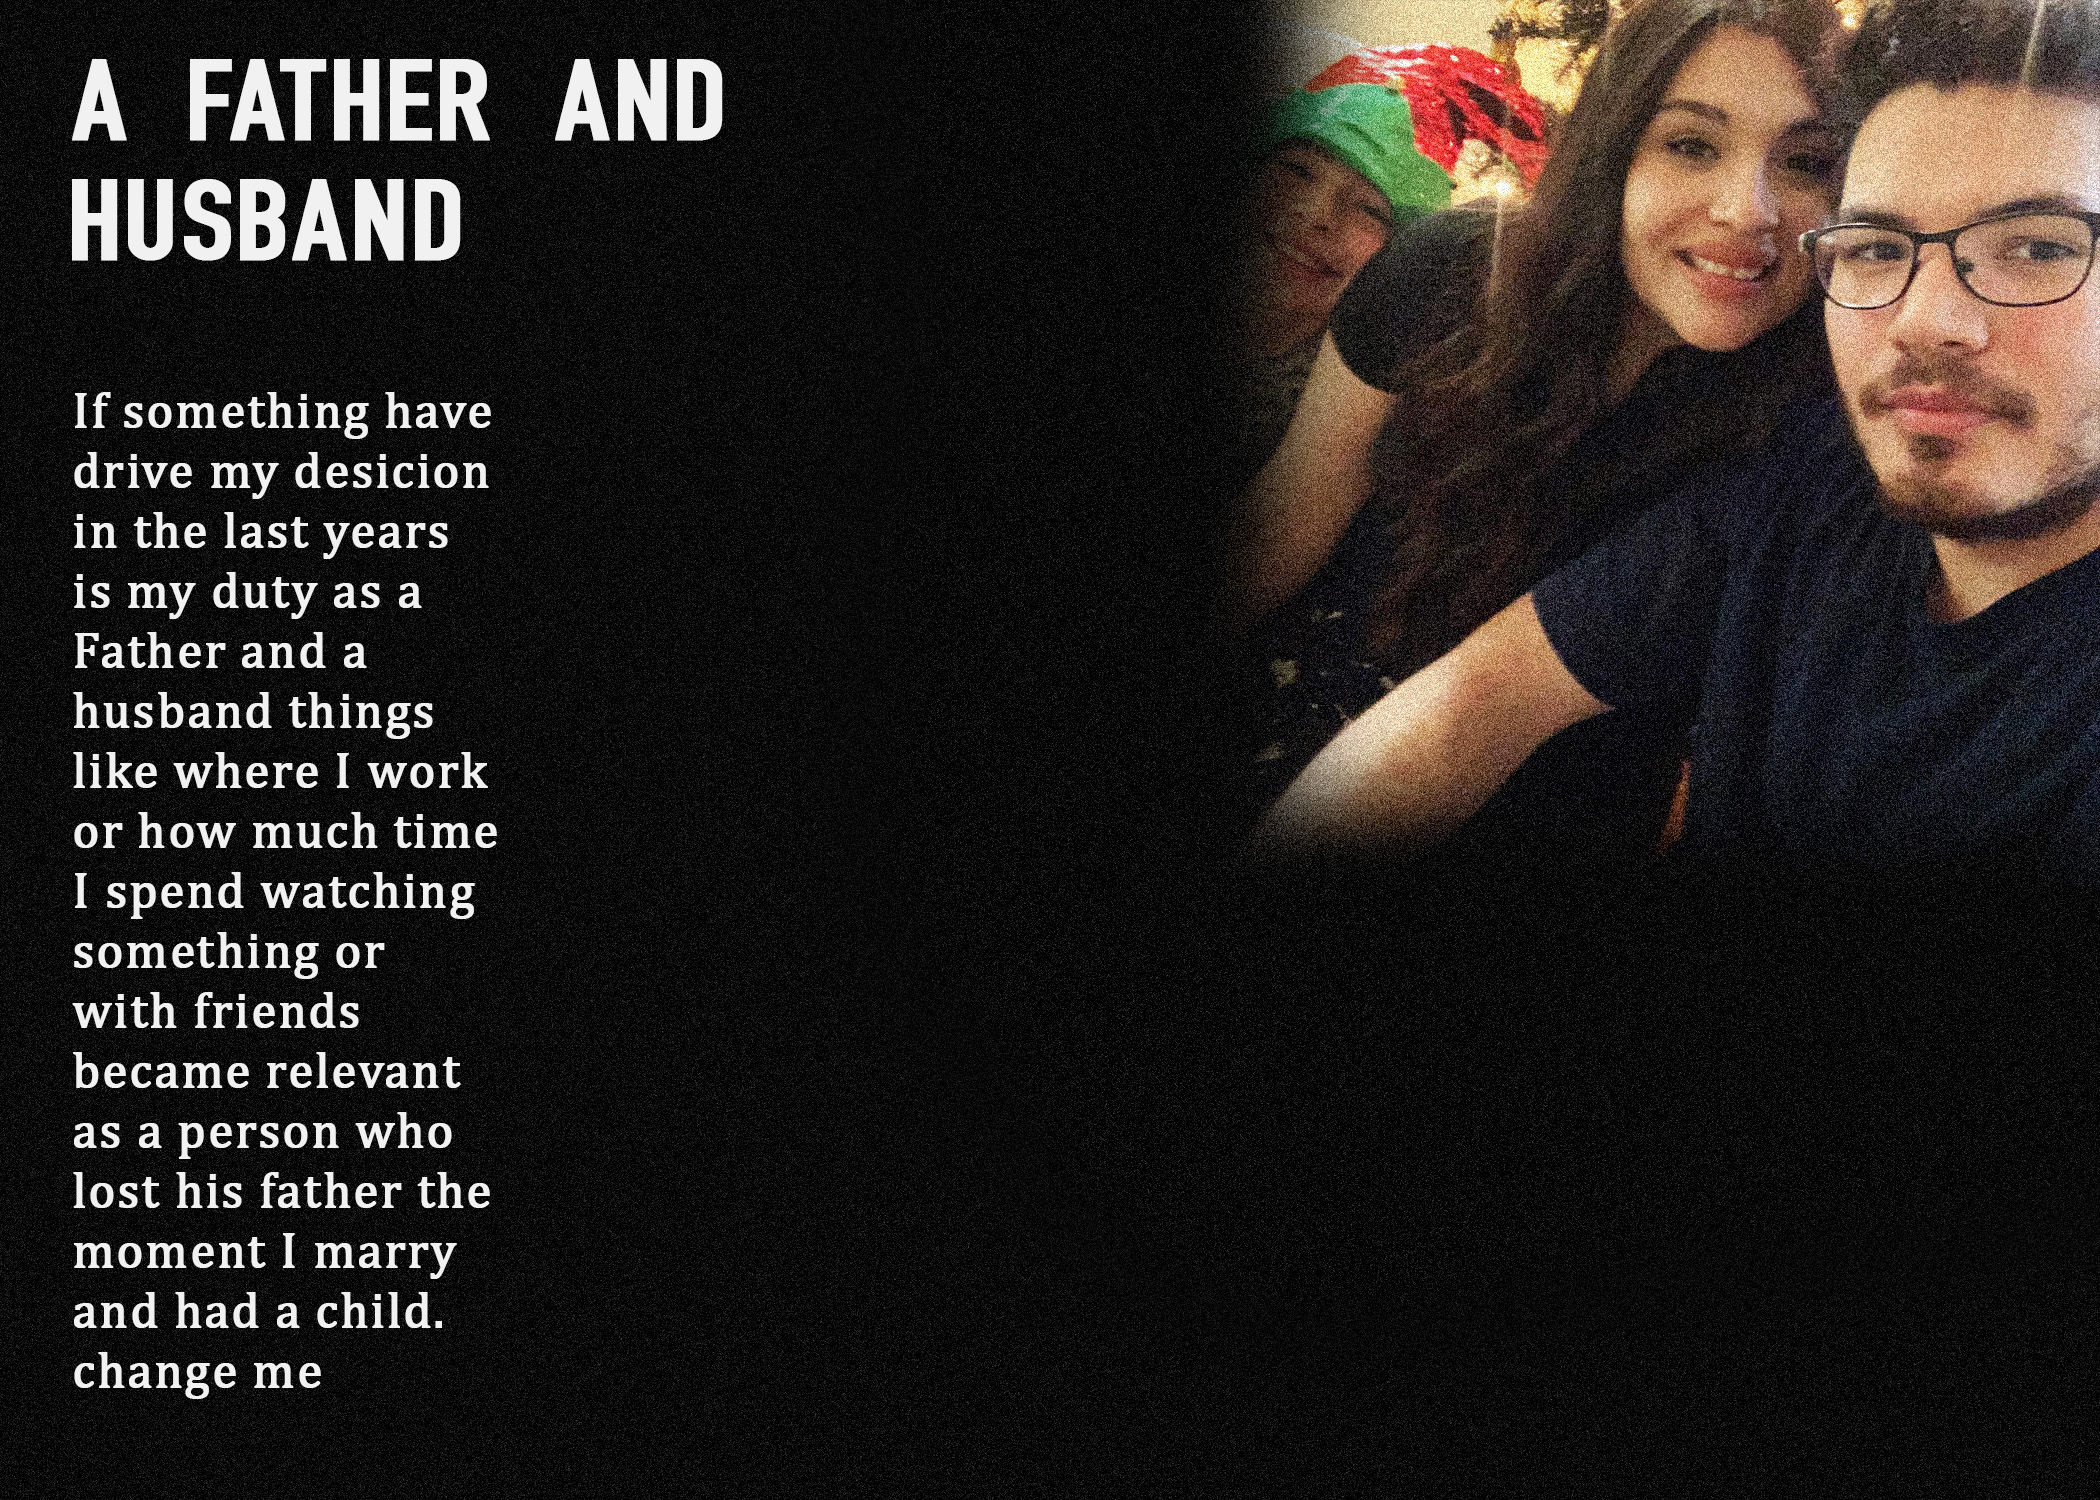 A FATHER AND
HUSBAND
If something have
drive my desicion
in the last years
is my duty as a
Father and a
husband things
like where I work
or how much time
I spend watching
something or
with friends
became relevant
as a person who
lost his father the
moment I marry
and had a child.
change me